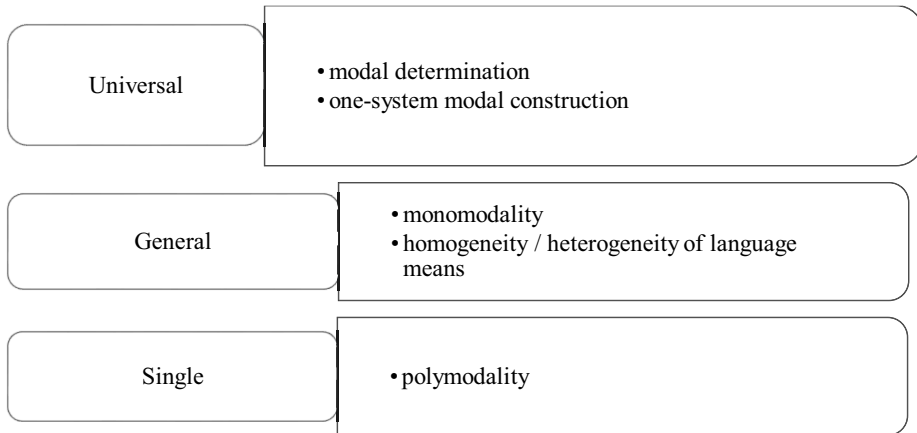 Universal
• modal determination
• one-system modal construction
General
• monomodality
• homogeneity / heterogeneity of language
means
Single
• polymodality